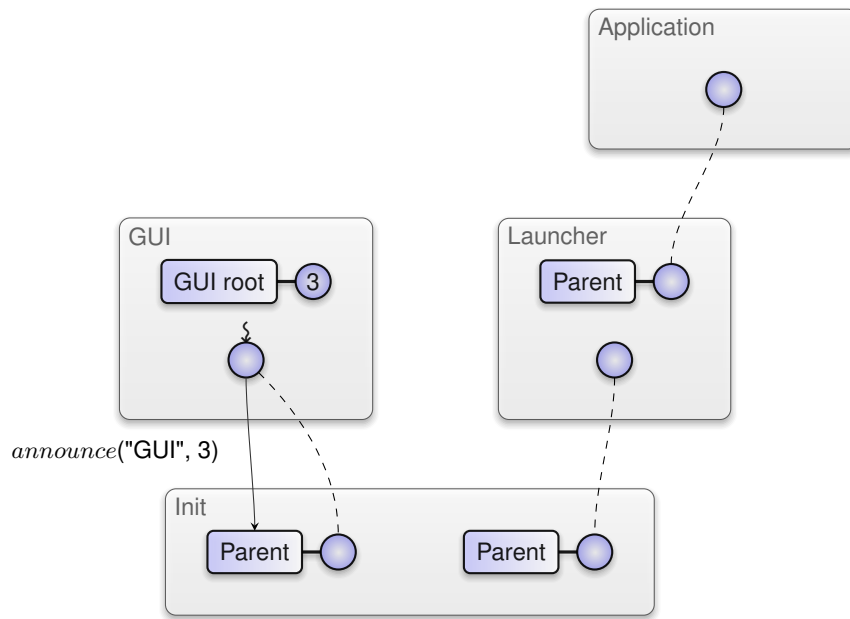 Application
GUI
Launcher
GUI root
3
Parent
announce("GUI", 3)
Init
Parent
Parent